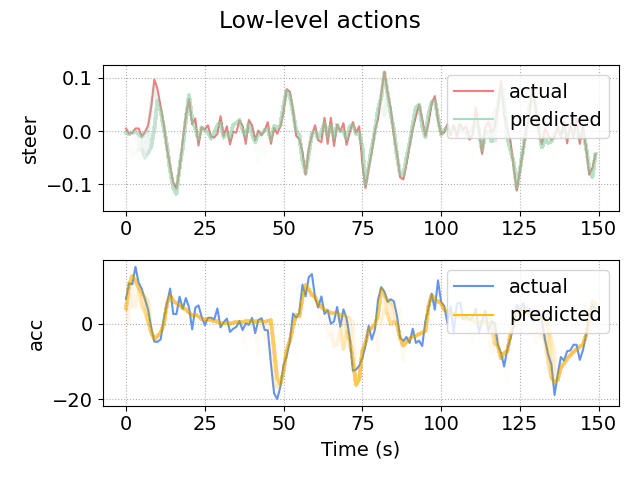 Low-level actions
0.1
0.0
−0.1
steer
actual
predicted
0 25 50 75 100 125 150
0
−20
acc
actual
predicted
0 25 50 75 100 125 150
Time (s)